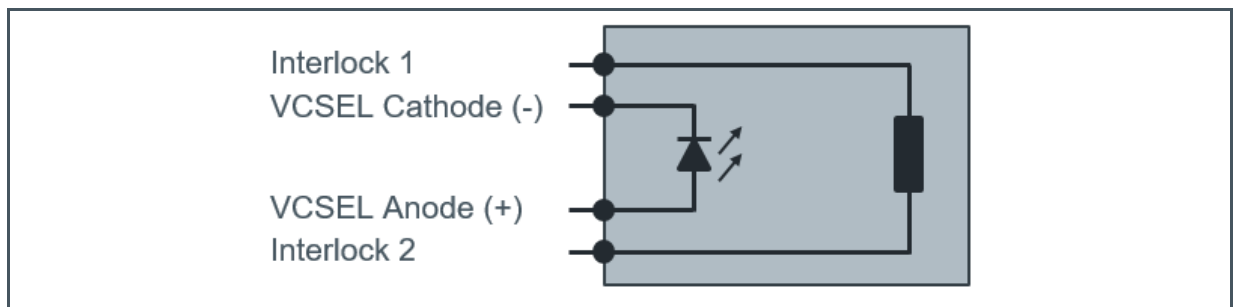 Interlock 1
VCSEL Cathode (-)
VCSEL Anode (+)
Interlock 2